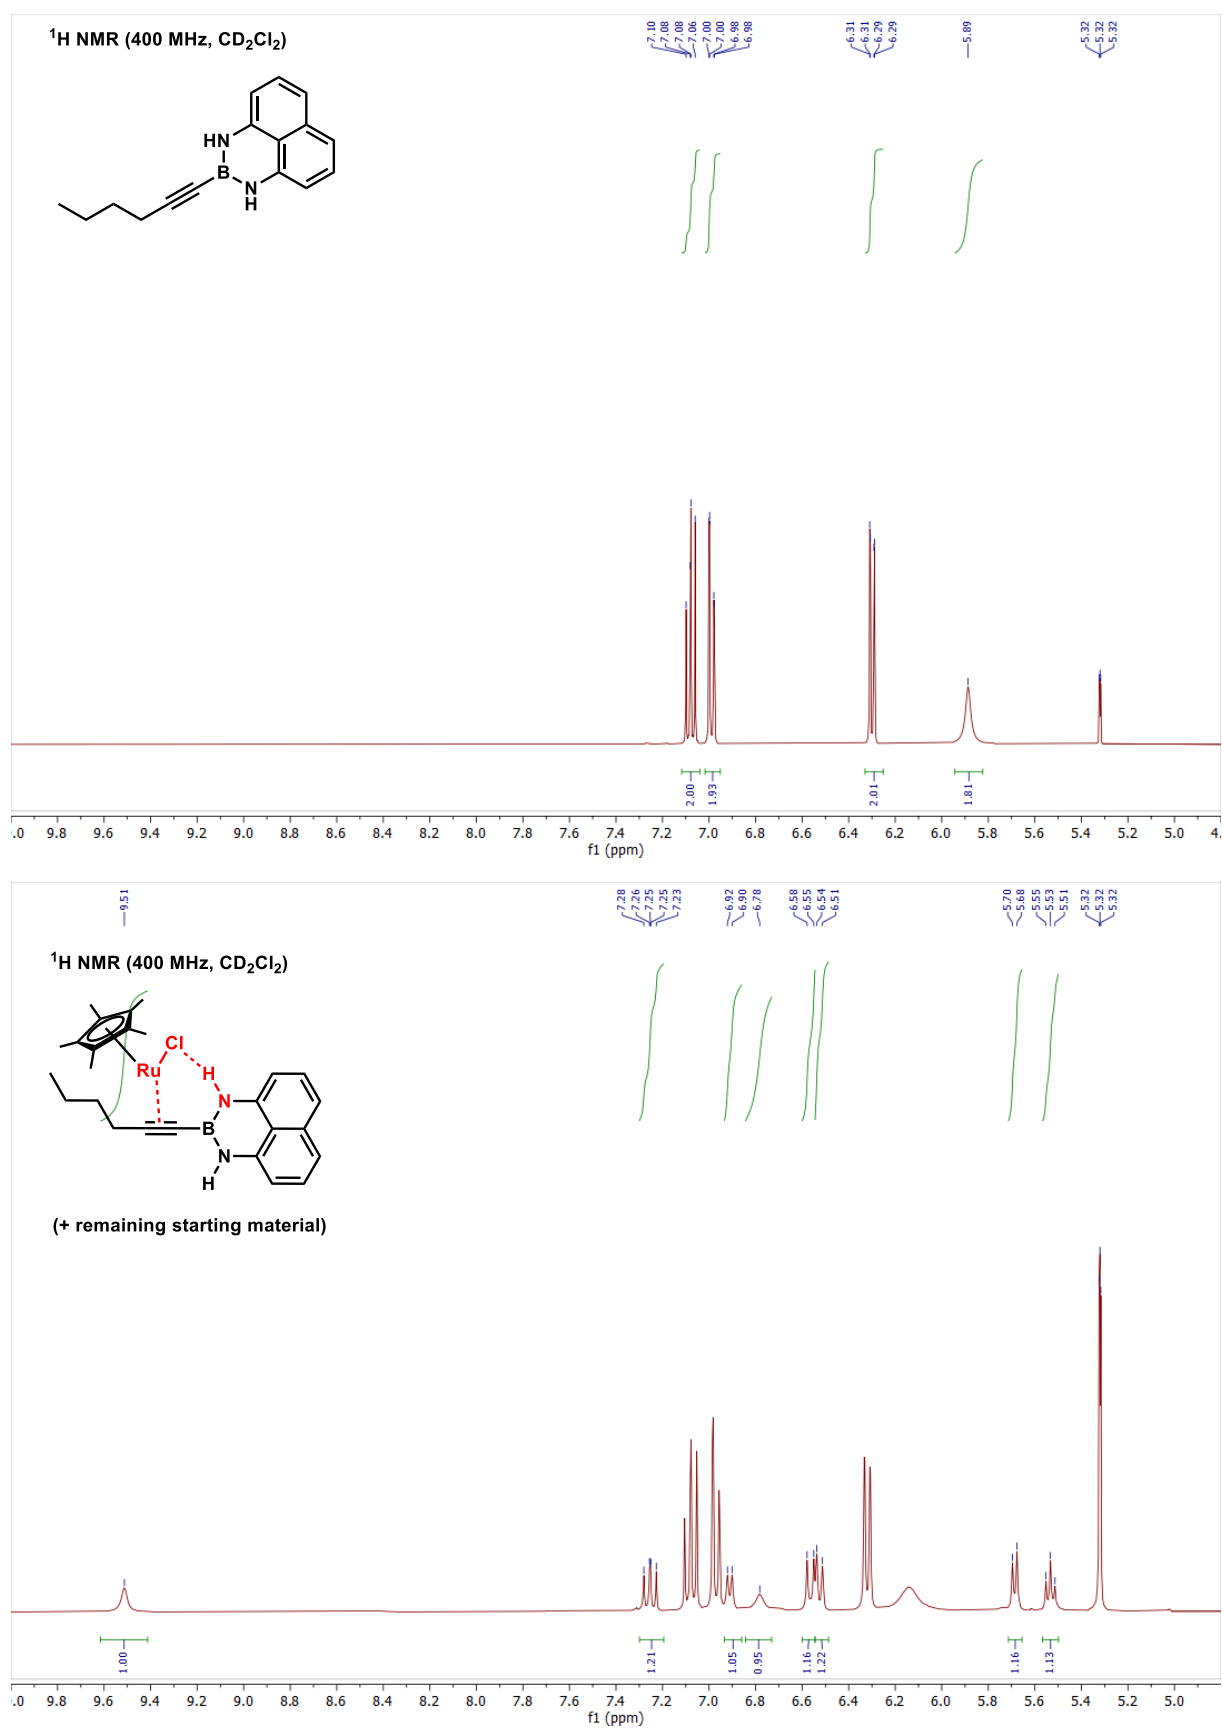 ¹H NMR (400 MHz, CD₂Cl₂)
7.10
7.08
7.08
7.06
7.00
7.00
6.98
6.98
6.31
6.31
6.29
6.29
5.89
5.32
5.32
5.32
HN
B
N
H
2.00
1.93
2.01
1.81
.0 9.8 9.6 9.4 9.2 9.0 8.8 8.6 8.4 8.2 8.0 7.8 7.6 7.4 7.2 7.0 6.8 6.6 6.4 6.2 6.0 5.8 5.6 5.4 5.2 5.0 4.
f1 (ppm)
9.51
7.28
7.26
7.25
7.25
7.23
6.92
6.90
6.78
6.58
6.55
6.54
6.51
5.70
5.68
5.55
5.53
5.51
5.32
5.32
5.32
¹H NMR (400 MHz, CD₂Cl₂)
Cl
Ru
H
N
B
N
H
(+ remaining starting material)
1.00
1.21
1.05
0.95
1.16
1.22
1.16
1.13
.0 9.8 9.6 9.4 9.2 9.0 8.8 8.6 8.4 8.2 8.0 7.8 7.6 7.4 7.2 7.0 6.8 6.6 6.4 6.2 6.0 5.8 5.6 5.4 5.2 5.0
f1 (ppm)